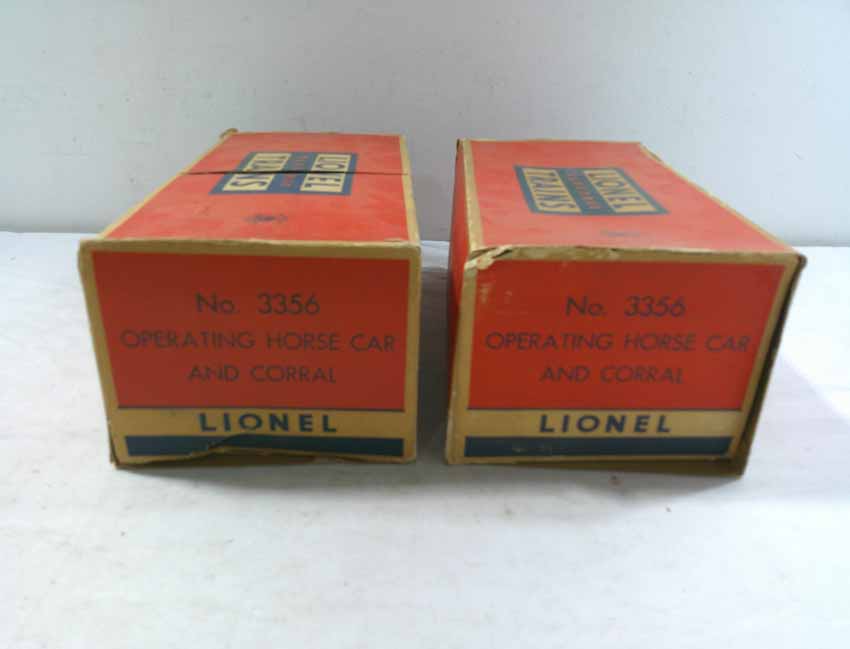 LIONEL
TRAINS
No. 3356
OPERATING HORSE CAR
AND CORRAL
LIONEL
LIONEL
TRAINS
No. 3356
OPERATING HORSE CAR
AND CORRAL
LIONEL